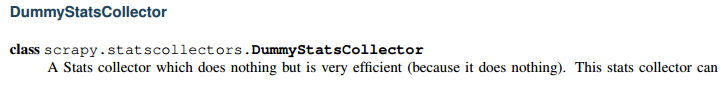 DummyStatsCollector
class scrapy.statscollectors.DummyStatsCollector
A Stats collector which does nothing but is very efficient (because it does nothing). This stats collector can